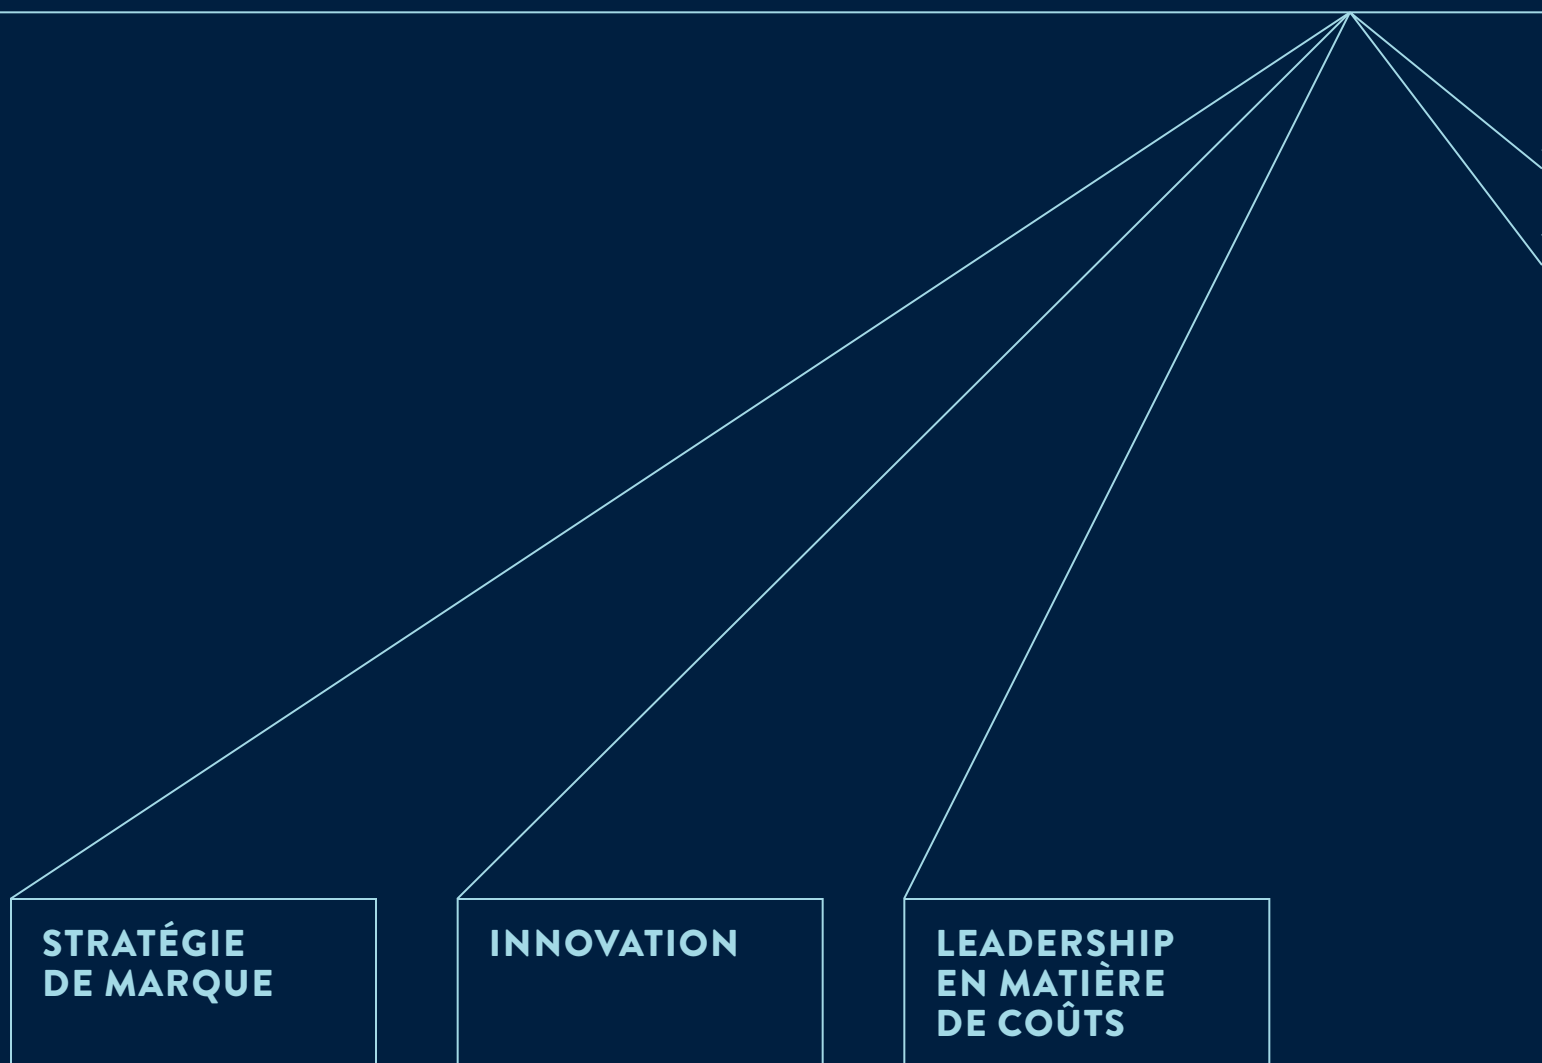 STRATÉGIE
DE MARQUE
INNOVATION
LEADERSHIP
EN MATIÈRE
DE COÛTS